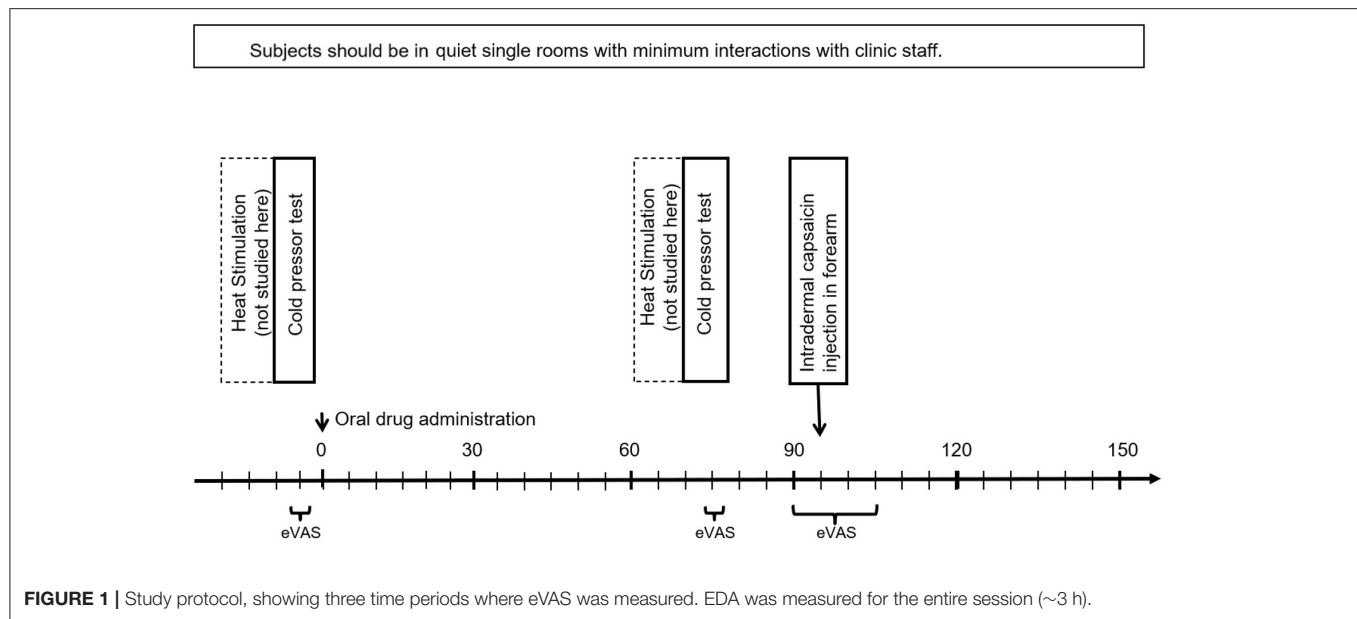 Subjects should be in quiet single rooms with minimum interactions with clinic staff.
Heat Stimulation
(not studied here)
Cold pressor test
Heat Stimulation
(not studied here)
Cold pressor test
Intradermal capsaicin
injection in forearm
Oral drug administration
0 30 60 90 120 150
eVAS eVAS eVAS
FIGURE 1 | Study protocol, showing three time periods where eVAS was measured. EDA was measured for the entire session (~3 h).